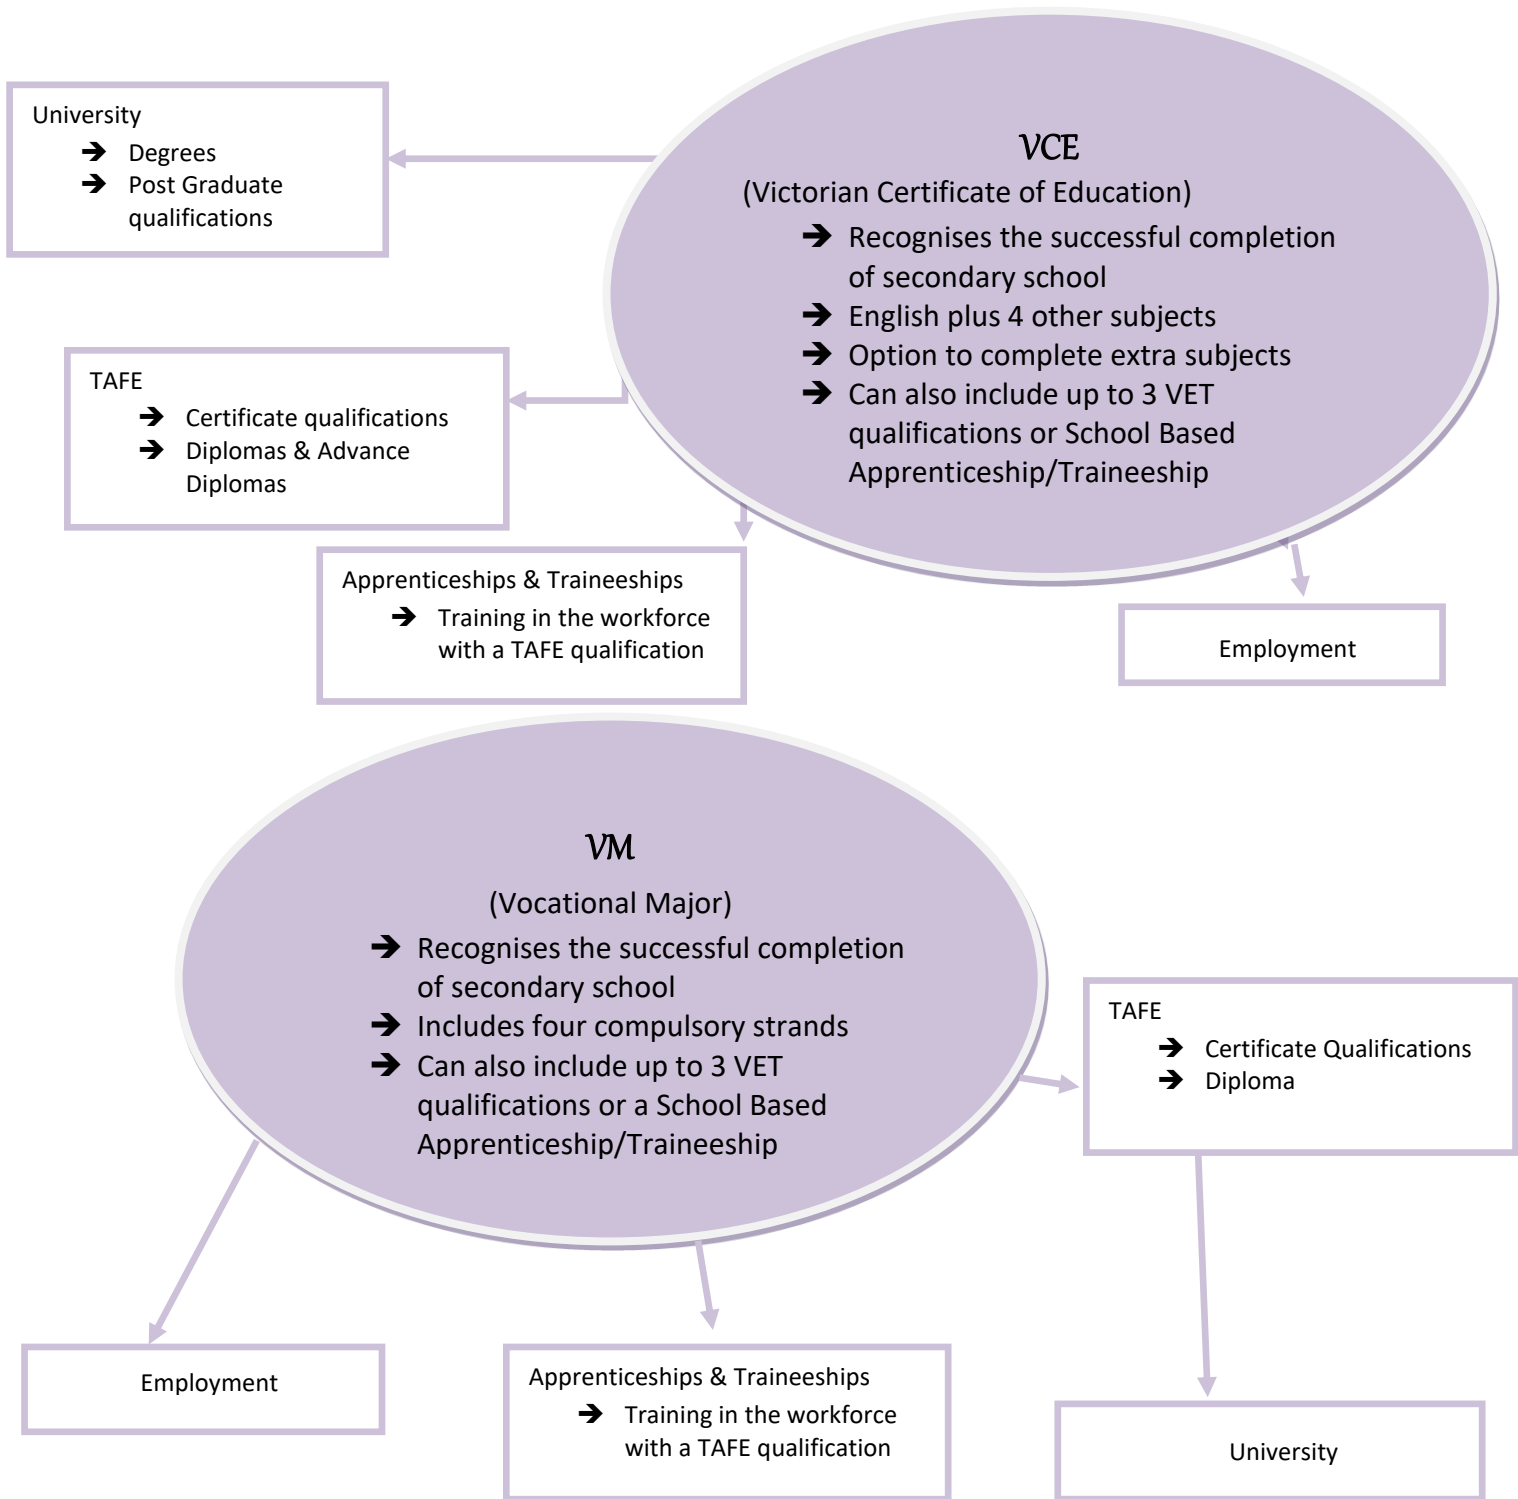 University
➔ Degrees
➔ Post Graduate
qualifications
VCE
(Victorian Certificate of Education)
➔ Recognises the successful completion
of secondary school
➔ English plus 4 other subjects
➔ Option to complete extra subjects
➔ Can also include up to 3 VET
qualifications or School Based
Apprenticeship/Traineeship
TAFE
➔ Certificate qualifications
➔ Diplomas & Advance
Diplomas
Apprenticeships & Traineeships
➔ Training in the workforce
with a TAFE qualification
Employment
VM
(Vocational Major)
➔ Recognises the successful completion
of secondary school
➔ Includes four compulsory strands
➔ Can also include up to 3 VET
qualifications or a School Based
Apprenticeship/Traineeship
TAFE
➔ Certificate Qualifications
➔ Diploma
Employment
Apprenticeships & Traineeships
➔ Training in the workforce
with a TAFE qualification
University